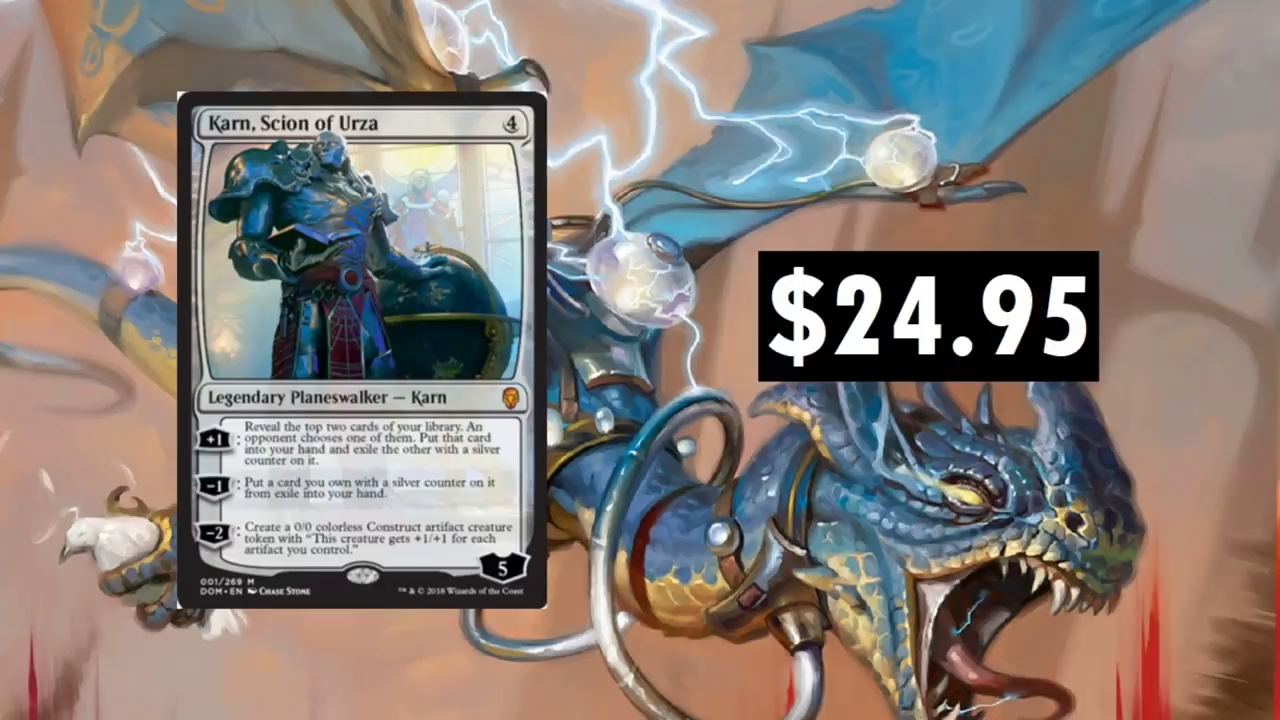 Karn, Scion of Urza 4
$24.95
Legendary Planeswalker — Karn
+1 : Reveal the top two cards of your library. An
opponent chooses one of them. Put that card
into your hand and exile the other with a silver
counter on it.
−1 : Put a card you own with a silver counter on it
from exile into your hand.
−2 : Create a 0/0 colorless Construct artifact creature
token with "This creature gets +1/+1 for each
artifact you control."
5
001/269 M
DOM • EN Chase Stone
™ & © 2018 Wizards of the Coast